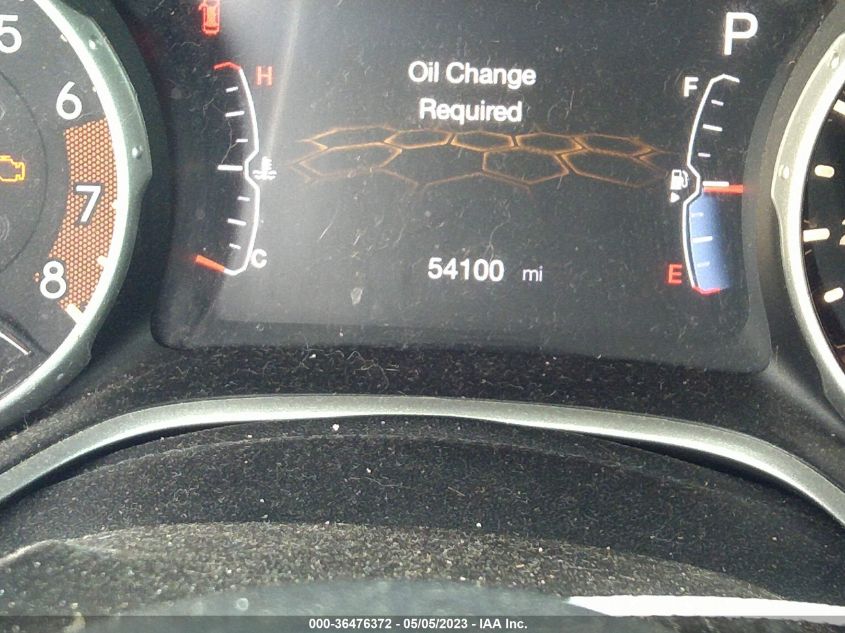 5
P
H
Oil Change
F
6
Required
7
54100 mi
E
C
8
000-36476372 / 05/05/2023 - IAA Inc.